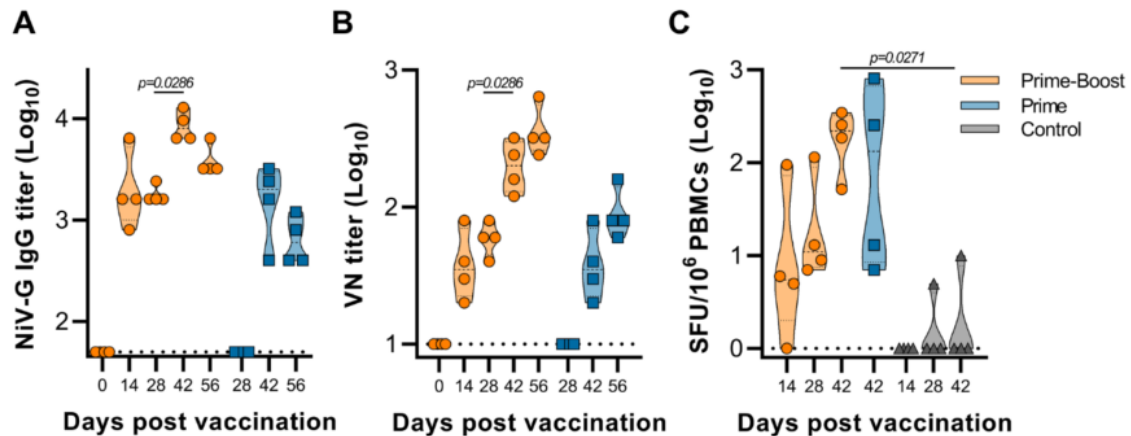 A
NiV-G IgG titer (Log10)
4
3
2
p=0.0286
0 14 28 42 56 28 42 56
Days post vaccination
B
VN titer (Log10)
3
2
1
p=0.0286
0 14 28 42 56 28 42 56
Days post vaccination
C
SFU/10^6 PBMCs (Log10)
3
2
1
0
p=0.0271
14 28 42 42 14 28 42
Days post vaccination
Prime-Boost
Prime
Control